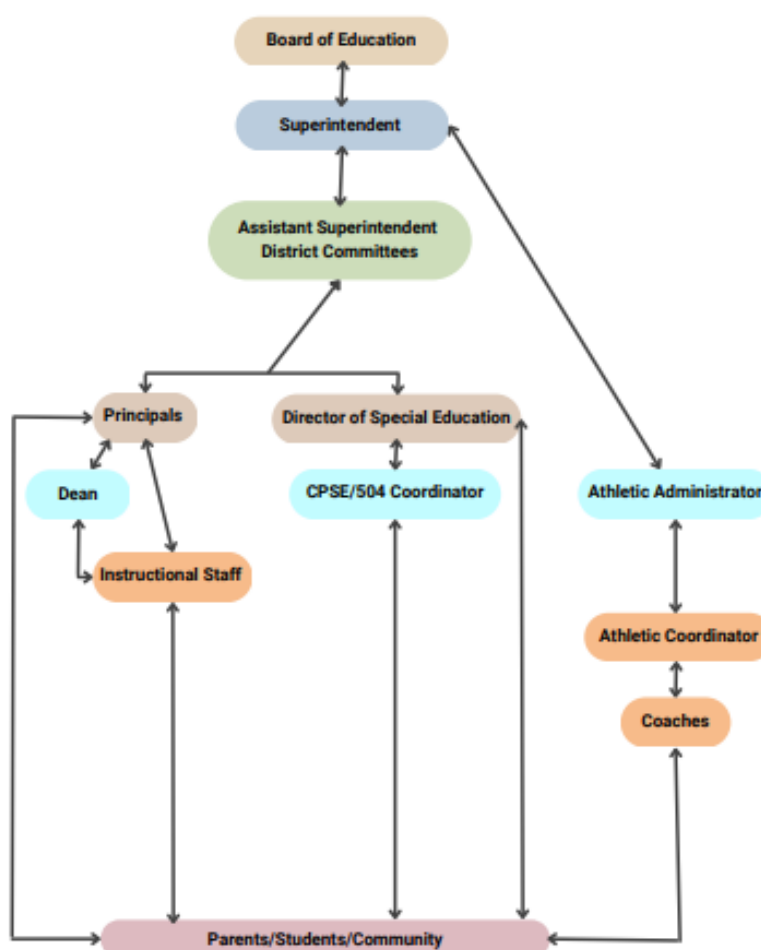 Board of Education
Superintendent
Assistant Superintendent
District Committees
Principals
Director of Special Education
Dean
CPSE/504 Coordinator
Athletic Administrator
Instructional Staff
Athletic Coordinator
Coaches
Parents/Students/Community